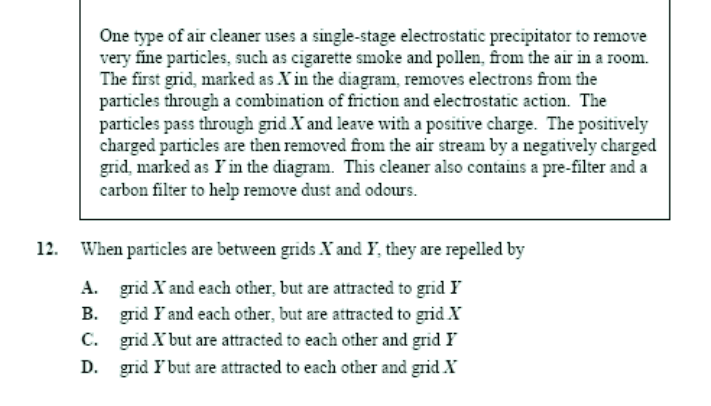 One type of air cleaner uses a single-stage electrostatic precipitator to remove
very fine particles, such as cigarette smoke and pollen, from the air in a room.
The first grid, marked as X in the diagram, removes electrons from the
particles through a combination of friction and electrostatic action. The
particles pass through grid X and leave with a positive charge. The positively
charged particles are then removed from the air stream by a negatively charged
grid, marked as Y in the diagram. This cleaner also contains a pre-filter and a
carbon filter to help remove dust and odours.
12. When particles are between grids X and Y, they are repelled by
A. grid X and each other, but are attracted to grid Y
B. grid Y and each other, but are attracted to grid X
C. grid X but are attracted to each other and grid Y
D. grid Y but are attracted to each other and grid X